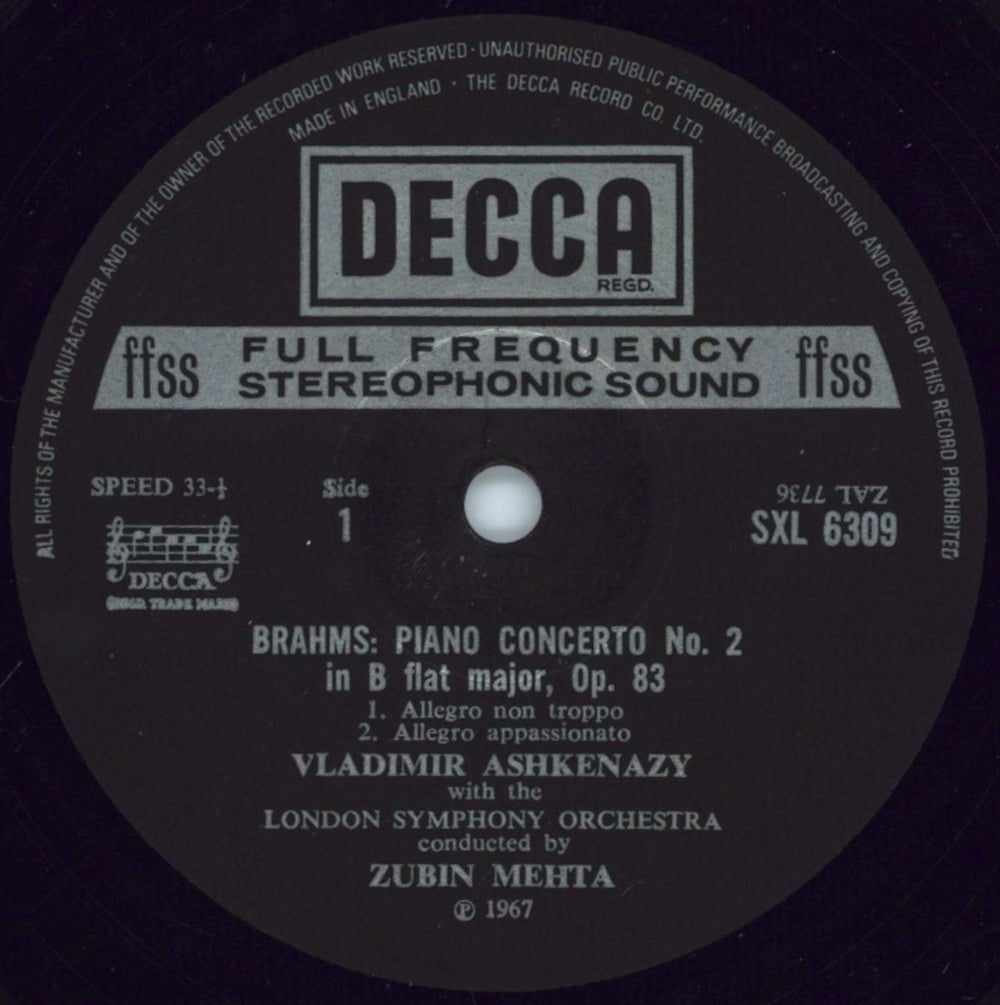 ALL RIGHTS OF THE MANUFACTURER AND OF THE OWNER OF THE RECORDED WORK RESERVED · UNAUTHORISED PUBLIC PERFORMANCE BROADCASTING AND COPYING OF THIS RECORD PROHIBITED
MADE IN ENGLAND · THE DECCA RECORD CO. LTD.
DECCA
REGD.
ffss FULL FREQUENCY STEREOPHONIC SOUND ffss
SPEED 33-⅓
Side
1
ZAL 7736
SXL 6309
DECCA
BRAHMS: PIANO CONCERTO No. 2
in B flat major, Op. 83
1. Allegro non troppo
2. Allegro appassionato
VLADIMIR ASHKENAZY
with the
LONDON SYMPHONY ORCHESTRA
conducted by
ZUBIN MEHTA
℗ 1967